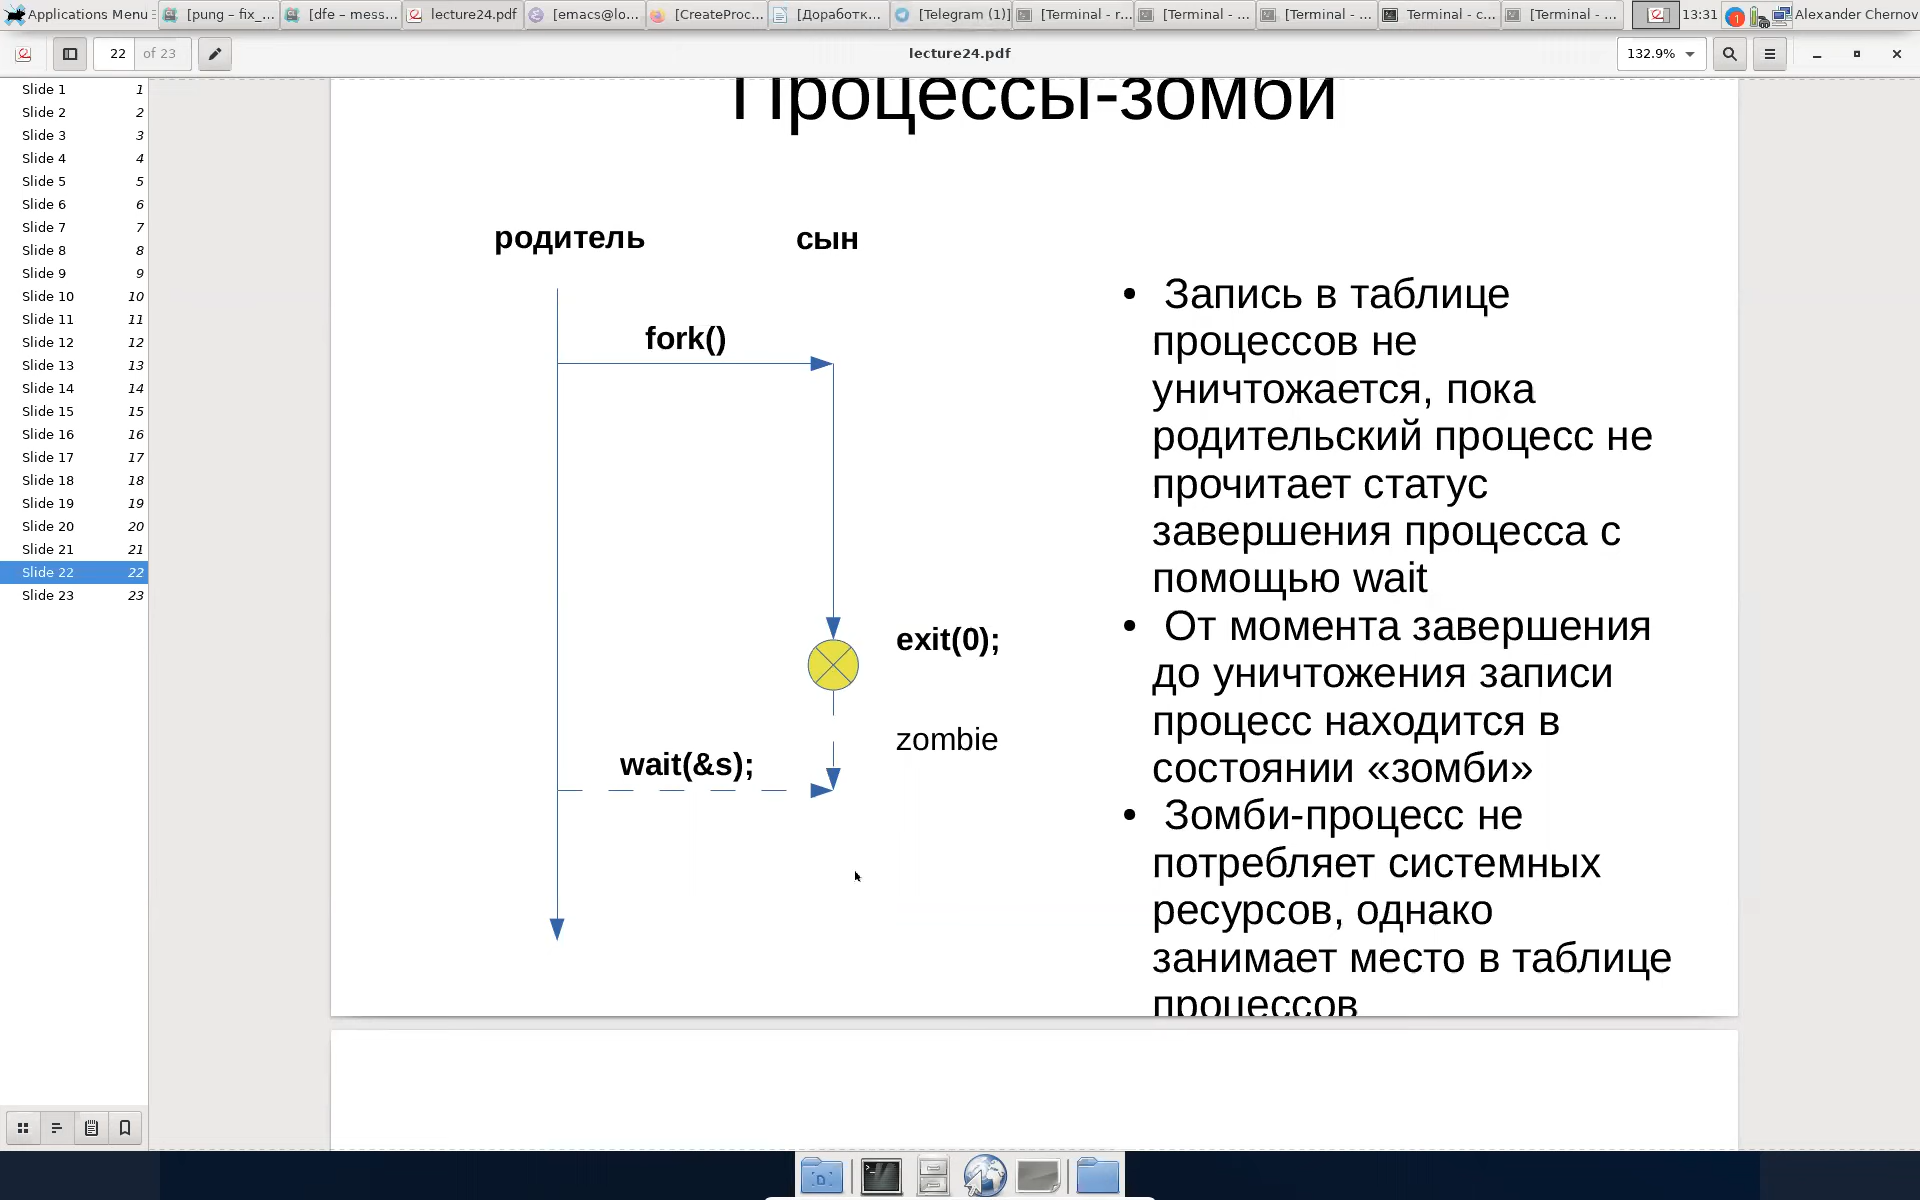 Applications Menu
[pung – fix_...
[dfe – mess...
lecture24.pdf
[emacs@lo...
[CreateProc...
[Доработк...
[Telegram (1)]
[Terminal - r...
[Terminal - ...
[Terminal - ...
Terminal - c...
[Terminal - ...
13:31
1
Alexander Chernov
22 of 23
lecture24.pdf
132.9%
Slide 1 1
Slide 2 2
Slide 3 3
Slide 4 4
Slide 5 5
Slide 6 6
Slide 7 7
Slide 8 8
Slide 9 9
Slide 10 10
Slide 11 11
Slide 12 12
Slide 13 13
Slide 14 14
Slide 15 15
Slide 16 16
Slide 17 17
Slide 18 18
Slide 19 19
Slide 20 20
Slide 21 21
Slide 22 22
Slide 23 23
Процессы-зомби
родитель
сын
fork()
exit(0);
zombie
wait(&s);
• Запись в таблице
процессов не
уничтожается, пока
родительский процесс не
прочитает статус
завершения процесса с
помощью wait
• От момента завершения
до уничтожения записи
процесс находится в
состоянии «зомби»
• Зомби-процесс не
потребляет системных
ресурсов, однако
занимает место в таблице
процессов